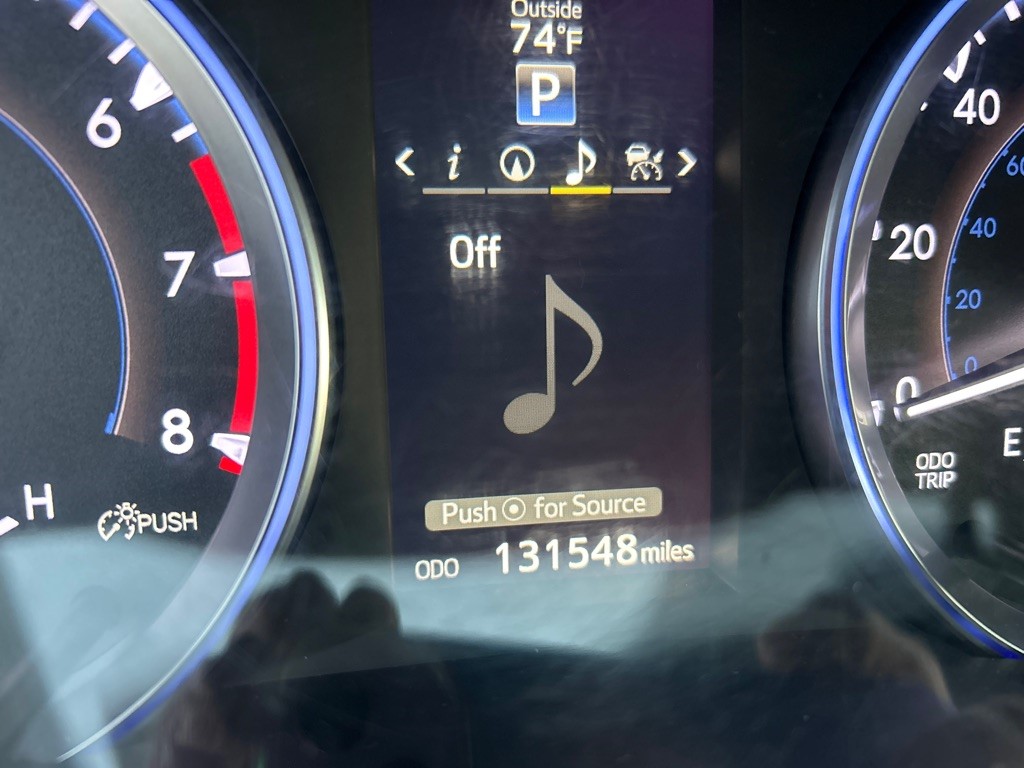 Outside
74°F
P
i
Off
Push for Source
ODO 131548 miles
6
7
8
H
PUSH
40
20
0
60
40
20
0
ODO
TRIP
E